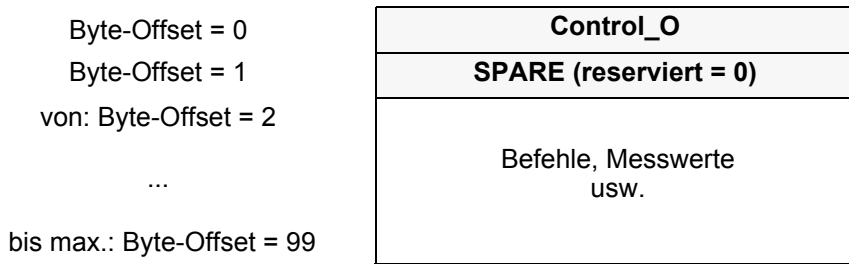 Byte-Offset = 0 Control_O
Byte-Offset = 1 SPARE (reserviert = 0)
von: Byte-Offset = 2
Befehle, Messwerte
... usw.
bis max.: Byte-Offset = 99